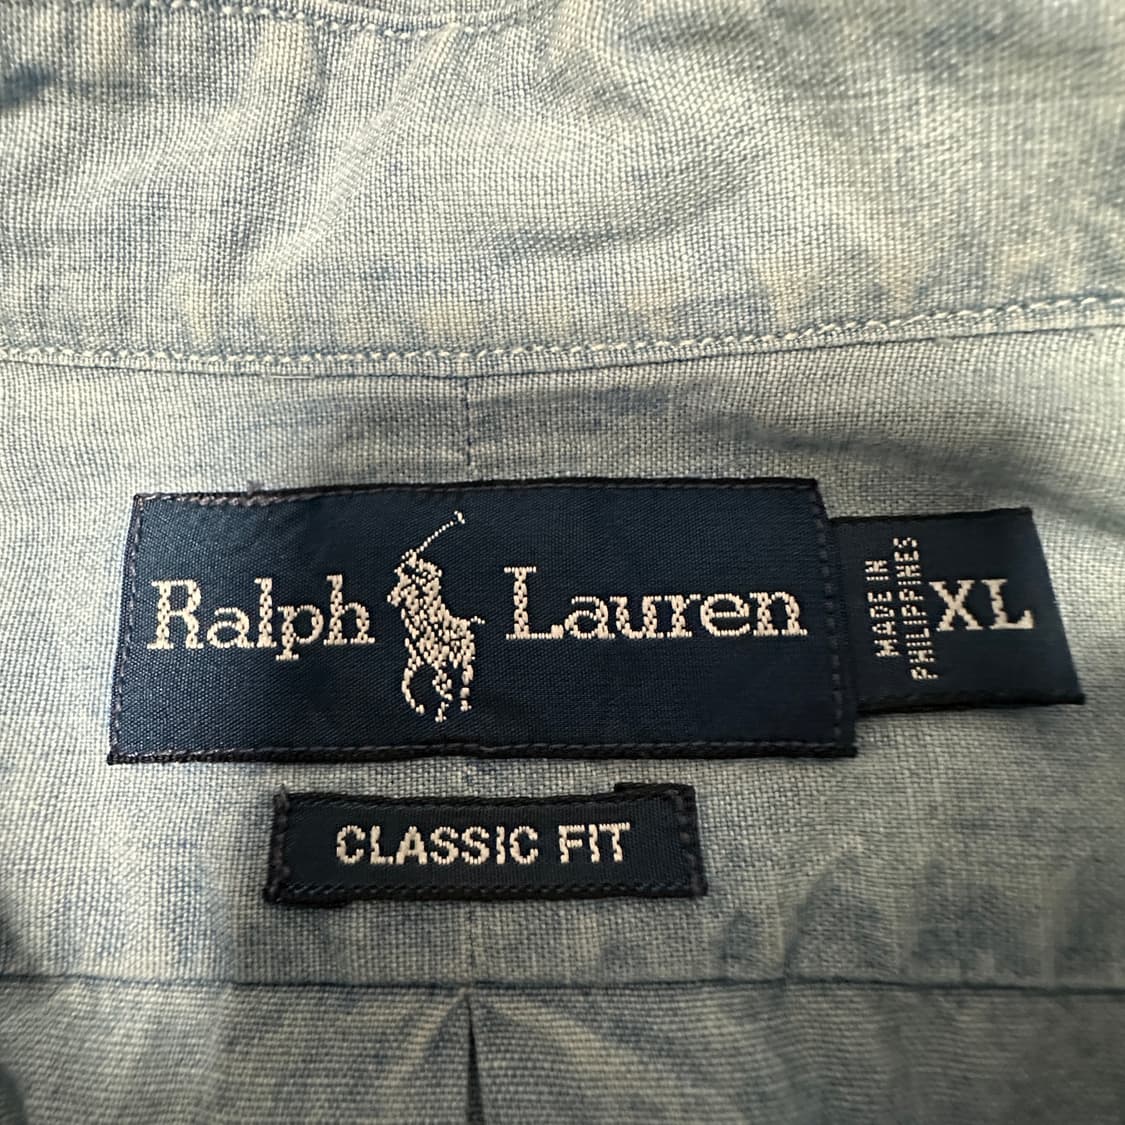 Ralph Lauren
MADE IN
PHILIPPINES
XL
CLASSIC FIT